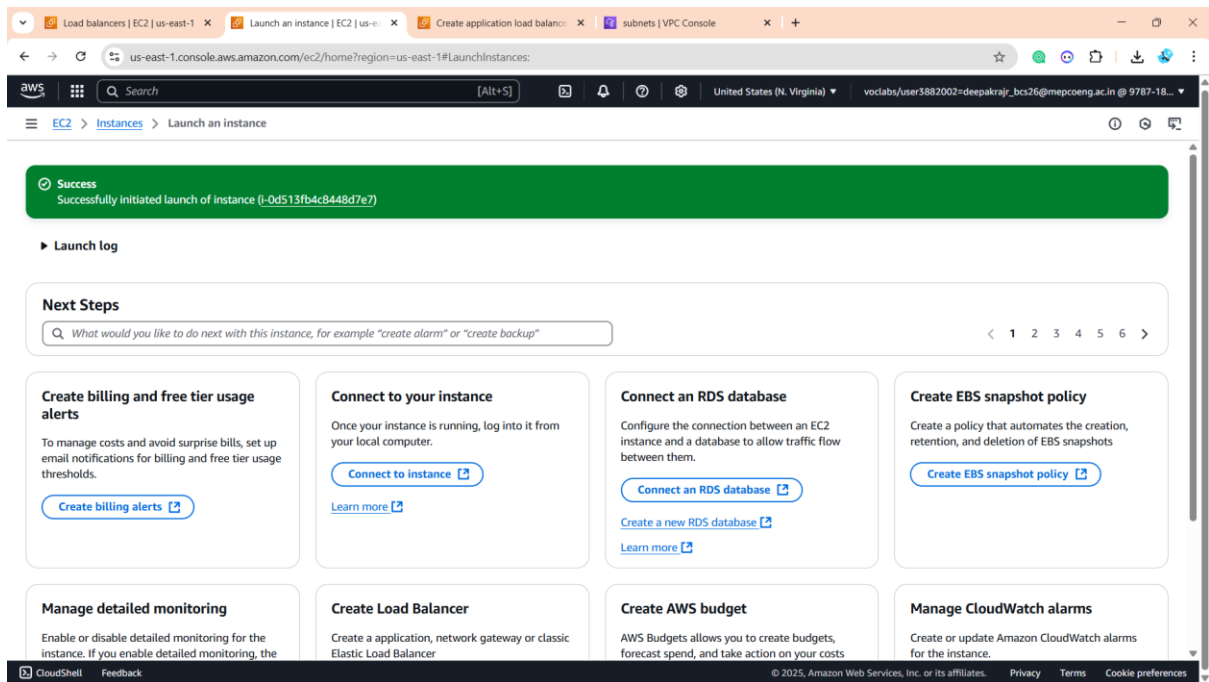 Load balancers | EC2 | us-east-1
Launch an instance | EC2 | us-ea
Create application load balance
subnets | VPC Console
us-east-1.console.aws.amazon.com/ec2/home?region=us-east-1#LaunchInstances:
aws
Search
[Alt+S]
United States (N. Virginia)
voclabs/user3882002=deepakrajr_bcs26@mepcoeng.ac.in @ 9787-18...
EC2 > Instances > Launch an instance
Success
Successfully initiated launch of instance (i-0d513fb4c8448d7e7)
Launch log
Next Steps
What would you like to do next with this instance, for example "create alarm" or "create backup"
< 1 2 3 4 5 6 >
Create billing and free tier usage
alerts
To manage costs and avoid surprise bills, set up
email notifications for billing and free tier usage
thresholds.
Create billing alerts
Connect to your instance
Once your instance is running, log into it from
your local computer.
Connect to instance
Learn more
Connect an RDS database
Configure the connection between an EC2
instance and a database to allow traffic flow
between them.
Connect an RDS database
Create a new RDS database
Learn more
Create EBS snapshot policy
Create a policy that automates the creation,
retention, and deletion of EBS snapshots
Create EBS snapshot policy
Manage detailed monitoring
Enable or disable detailed monitoring for the
instance. If you enable detailed monitoring, the
Create Load Balancer
Create a application, network gateway or classic
Elastic Load Balancer
Create AWS budget
AWS Budgets allows you to create budgets,
forecast spend, and take action on your costs
Manage CloudWatch alarms
Create or update Amazon CloudWatch alarms
for the instance.
CloudShell
Feedback
© 2025, Amazon Web Services, Inc. or its affiliates.
Privacy
Terms
Cookie preferences